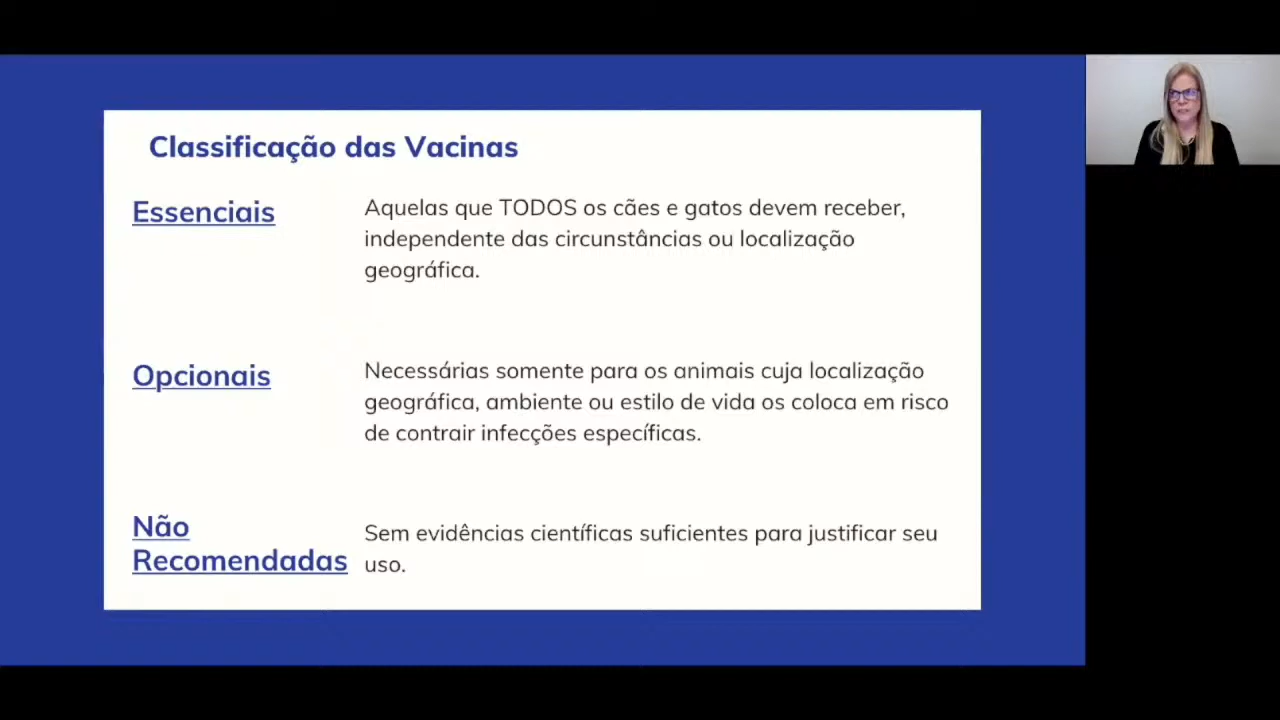 Classificação das Vacinas
Essenciais
Aquelas que TODOS os cães e gatos devem receber,
independente das circunstâncias ou localização
geográfica.
Opcionais
Necessárias somente para os animais cuja localização
geográfica, ambiente ou estilo de vida os coloca em risco
de contrair infecções específicas.
Não
Recomendadas
Sem evidências científicas suficientes para justificar seu
uso.